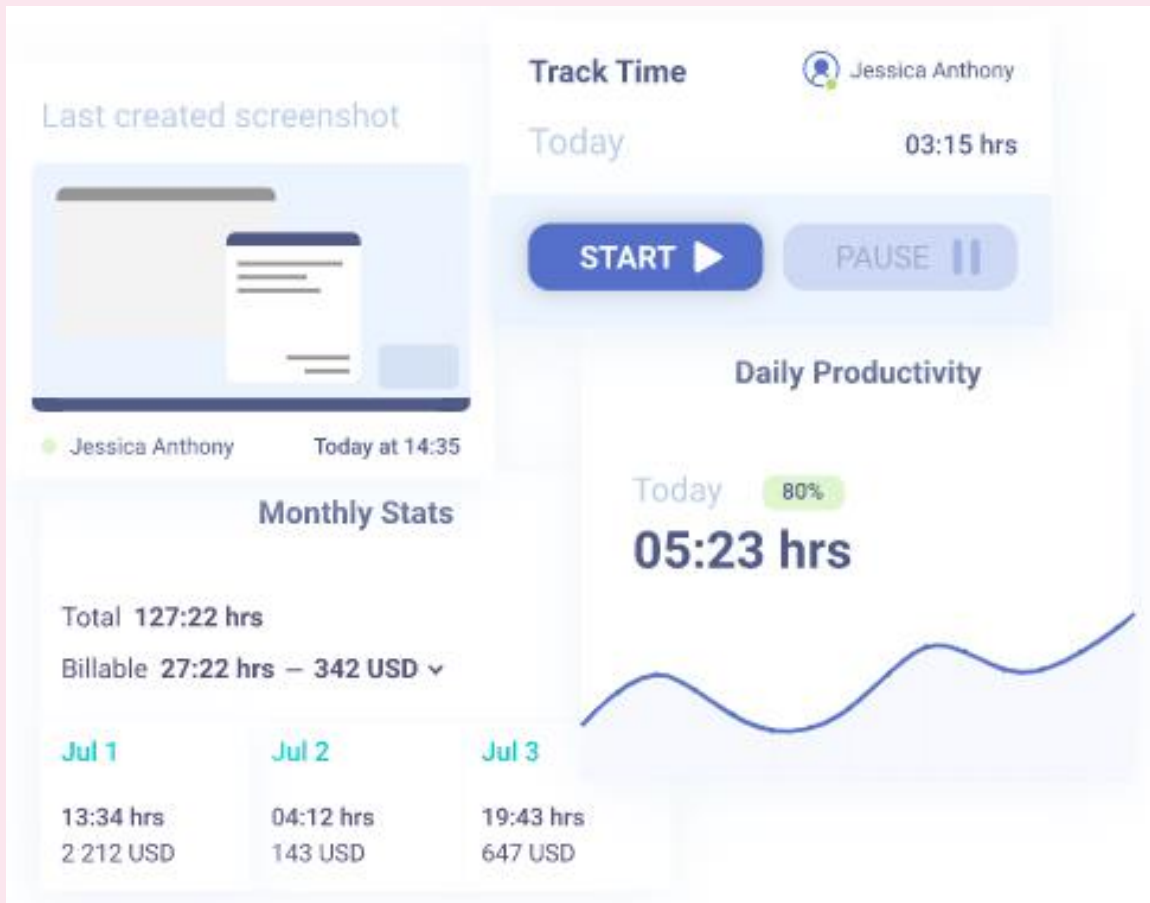 Last created screenshot
Jessica Anthony Today at 14:35
Track Time Jessica Anthony
Today 03:15 hrs
START PAUSE
Daily Productivity
Today 80%
05:23 hrs
Monthly Stats
Total 127:22 hrs
Billable 27:22 hrs – 342 USD
Jul 1 Jul 2 Jul 3
13:34 hrs 04:12 hrs 19:43 hrs
2 212 USD 143 USD 647 USD